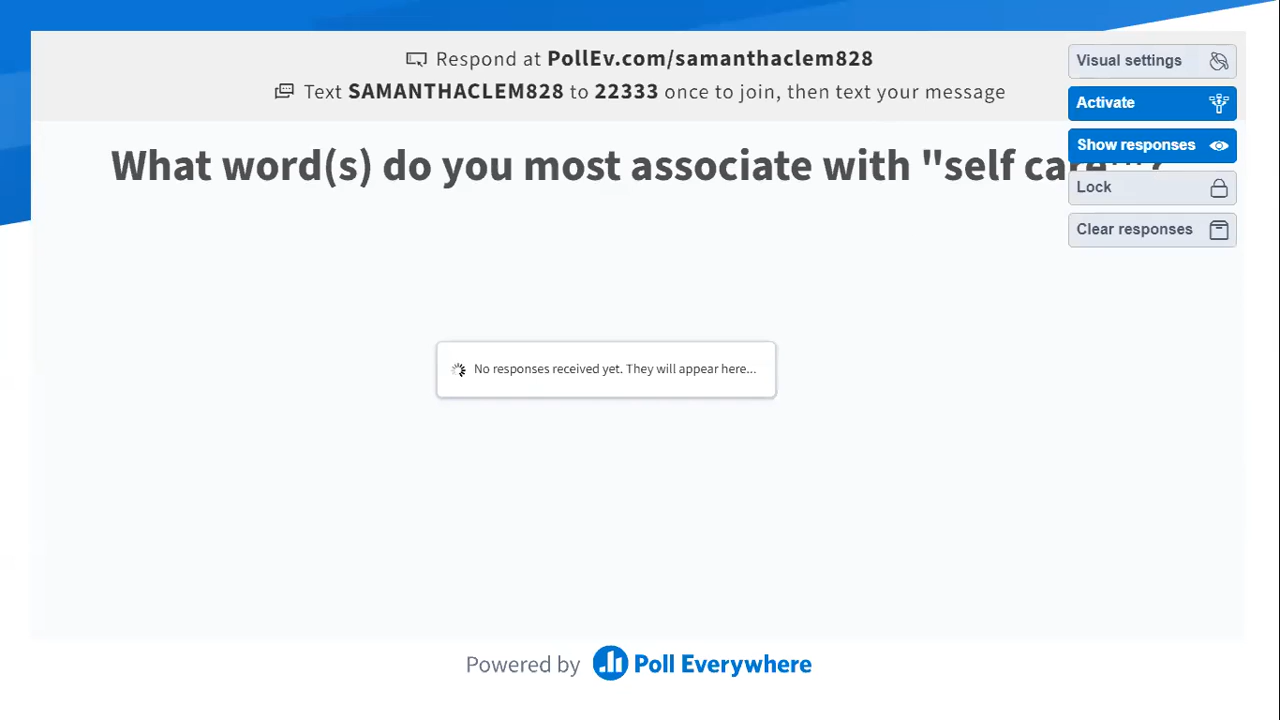 Respond at PollEv.com/samanthaclem828
Text SAMANTHACLEM828 to 22333 once to join, then text your message
What word(s) do you most associate with "self
Visual settings
Activate
Show responses
Lock
Clear responses
No responses received yet. They will appear here...
Powered by Poll Everywhere